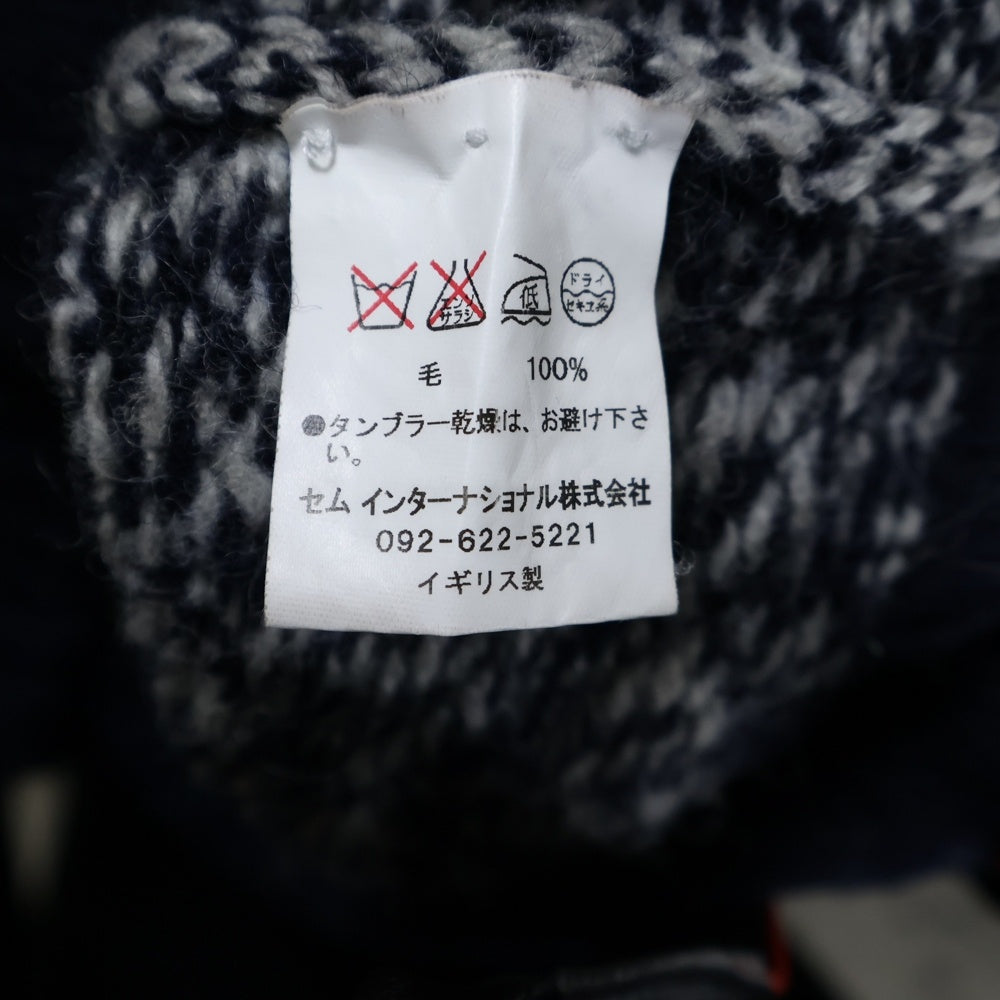 エンソ
サラシ
低
ドライ
セキユ系
毛 100%
●タンブラー乾燥は、お避け下さ
い。
セム インターナショナル株式会社
092-622-5221
イギリス製